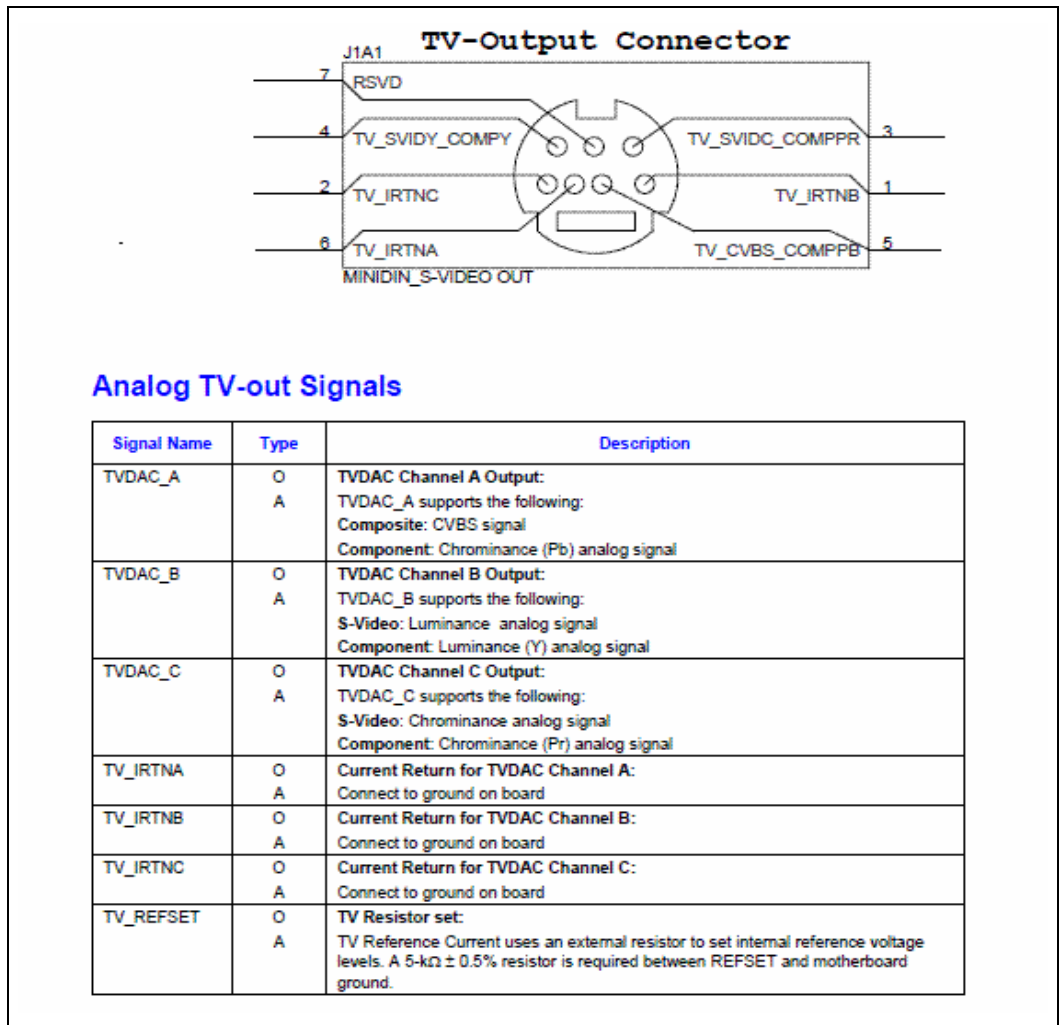 TV-Output Connector
J1A1
7 RSVD
4 TV_SVIDY_COMPY TV_SVIDC_COMPPR 3
2 TV_IRTNC TV_IRTNB 1
6 TV_IRTNA TV_CVBS_COMPPB 5
MINIDIN_S-VIDEO OUT
Analog TV-out Signals
Signal Name Type Description
TVDAC_A O TVDAC Channel A Output:
A TVDAC_A supports the following:
Composite: CVBS signal
Component: Chrominance (Pb) analog signal
TVDAC_B O TVDAC Channel B Output:
A TVDAC_B supports the following:
S-Video: Luminance analog signal
Component: Luminance (Y) analog signal
TVDAC_C O TVDAC Channel C Output:
A TVDAC_C supports the following:
S-Video: Chrominance analog signal
Component: Chrominance (Pr) analog signal
TV_IRTNA O Current Return for TVDAC Channel A:
A Connect to ground on board
TV_IRTNB O Current Return for TVDAC Channel B:
A Connect to ground on board
TV_IRTNC O Current Return for TVDAC Channel C:
A Connect to ground on board
TV_REFSET O TV Resistor set:
A TV Reference Current uses an external resistor to set internal reference voltage
levels. A 5-kΩ ± 0.5% resistor is required between REFSET and motherboard
ground.